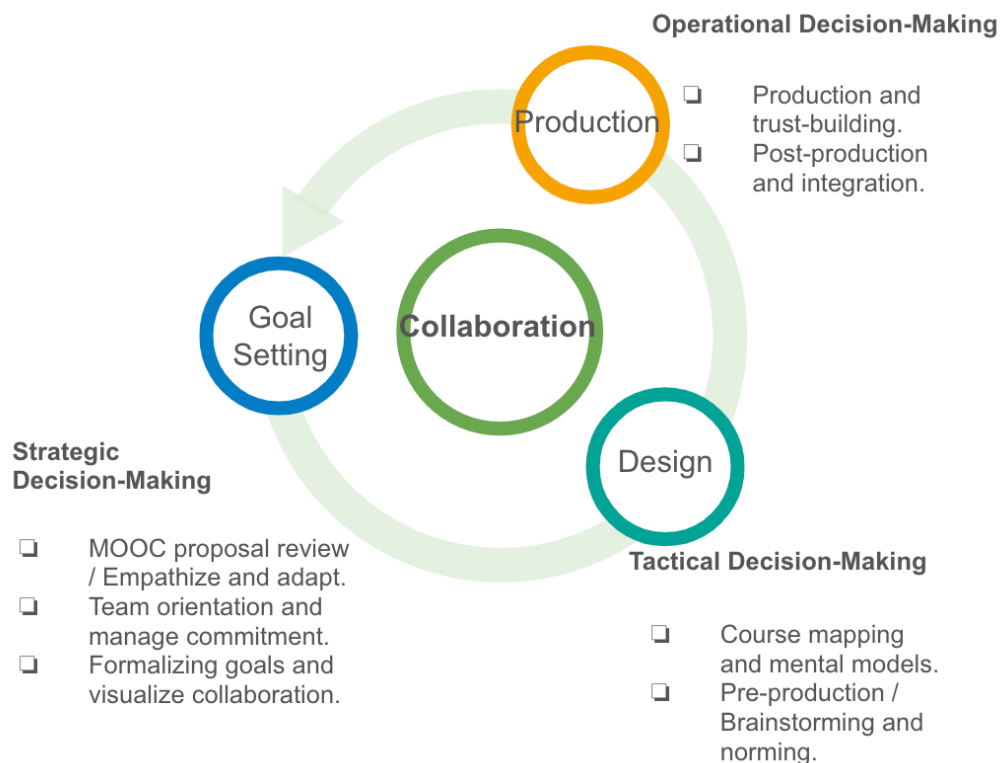 Operational Decision-Making
❏ Production and
trust-building.
❏ Post-production
and integration.
Production
Goal
Setting
Collaboration
Design
Strategic
Decision-Making
❏ MOOC proposal review
/ Empathize and adapt.
❏ Team orientation and
manage commitment.
❏ Formalizing goals and
visualize collaboration.
Tactical Decision-Making
❏ Course mapping
and mental models.
❏ Pre-production /
Brainstorming and
norming.